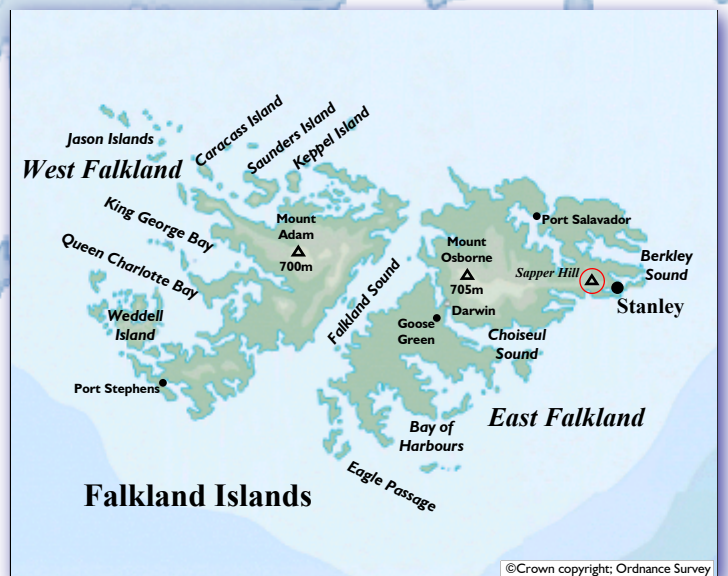 Jason Islands
West Falkland
Caracass Island
Saunders Island
Keppel Island
King George Bay
Queen Charlotte Bay
Mount
Adam
700m
Port Salavador
Mount
Osborne
705m
Sapper Hill
Berkley
Sound
Stanley
Falkland Sound
Weddell
Island
Goose
Green
Darwin
Choiseul
Sound
Port Stephens
East Falkland
Bay of
Harbours
Eagle Passage
Falkland Islands
©Crown copyright; Ordnance Survey